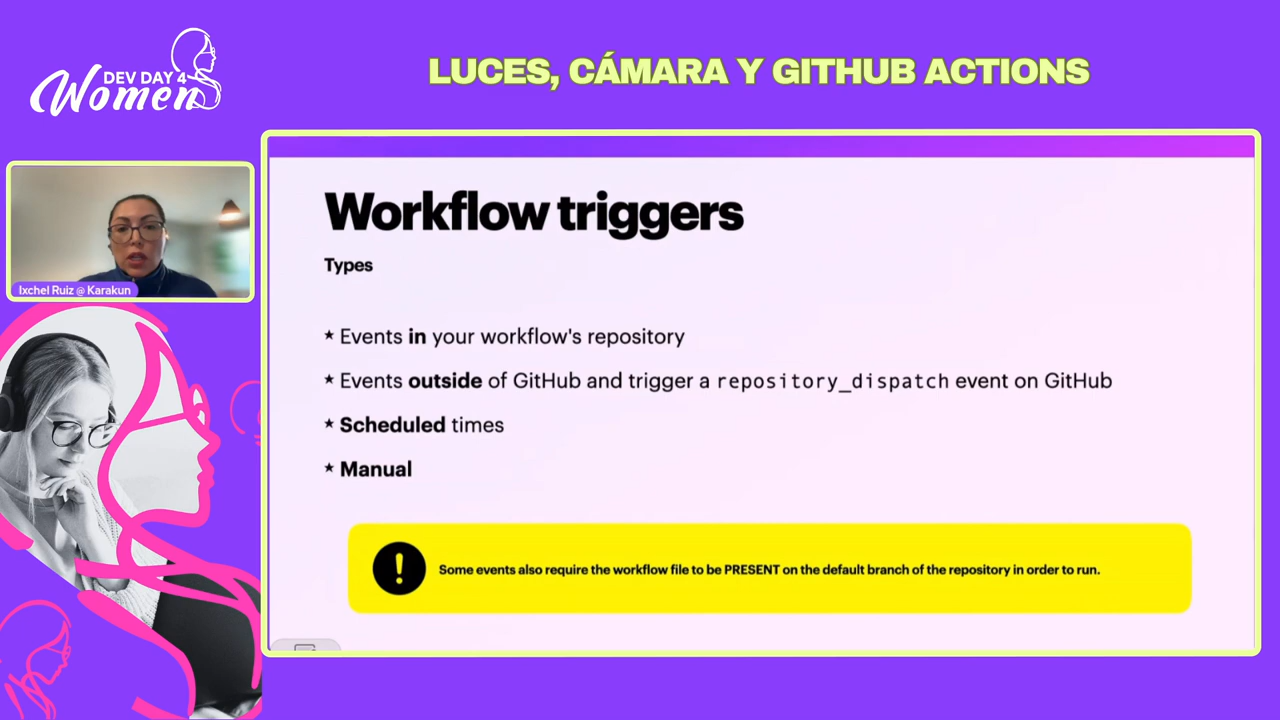 DEV DAY 4
Women
LUCES, CÁMARA Y GITHUB ACTIONS
Ixchel Ruiz @ Karakun
Workflow triggers
Types
★ Events in your workflow's repository
★ Events outside of GitHub and trigger a repository_dispatch event on GitHub
★ Scheduled times
★ Manual
! Some events also require the workflow file to be PRESENT on the default branch of the repository in order to run.